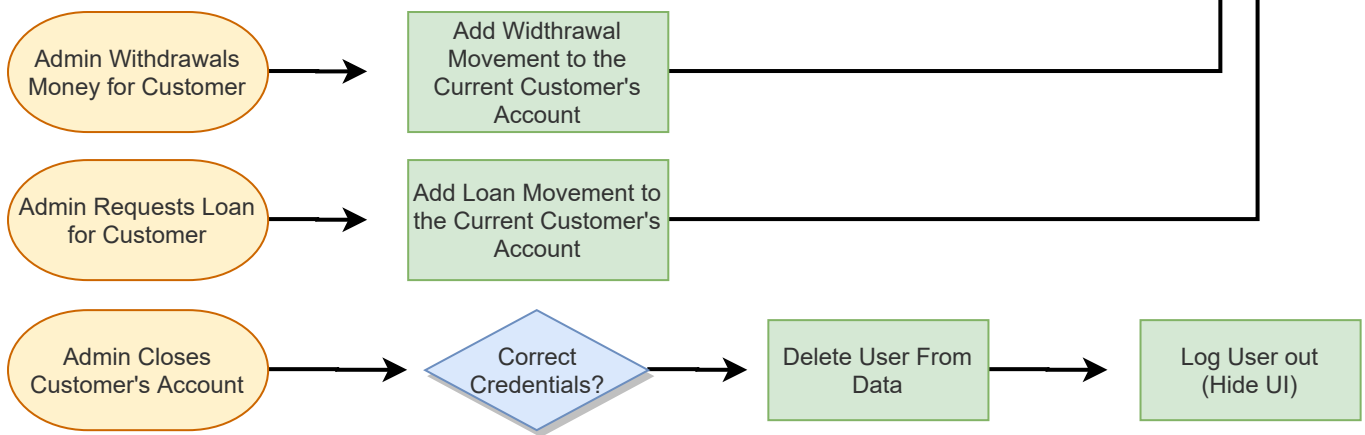 Admin Withdrawals
Money for Customer
Add Widthrawal
Movement to the
Current Customer's
Account
Admin Requests Loan
for Customer
Add Loan Movement to
the Current Customer's
Account
Admin Closes
Customer's Account
Correct
Credentials?
Delete User From
Data
Log User out
(Hide UI)